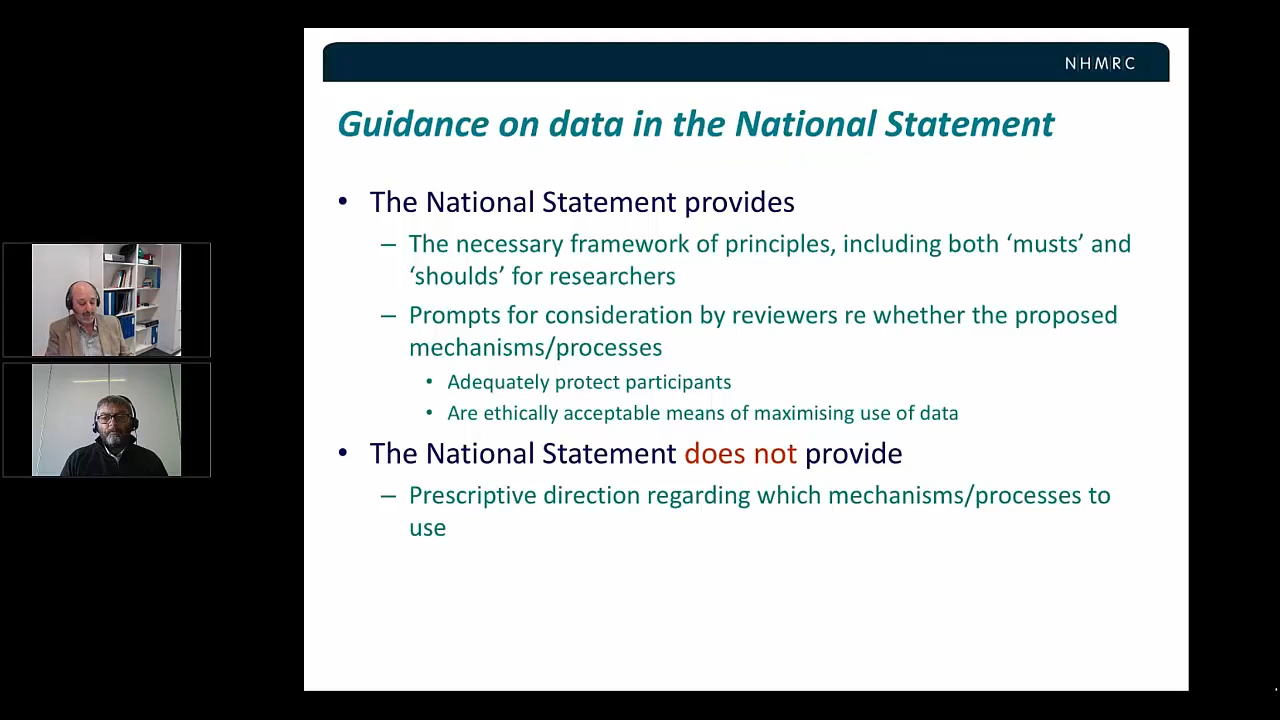 NHMRC
Guidance on data in the National Statement
• The National Statement provides
– The necessary framework of principles, including both ‘musts’ and
‘shoulds’ for researchers
– Prompts for consideration by reviewers re whether the proposed
mechanisms/processes
• Adequately protect participants
• Are ethically acceptable means of maximising use of data
• The National Statement does not provide
– Prescriptive direction regarding which mechanisms/processes to
use